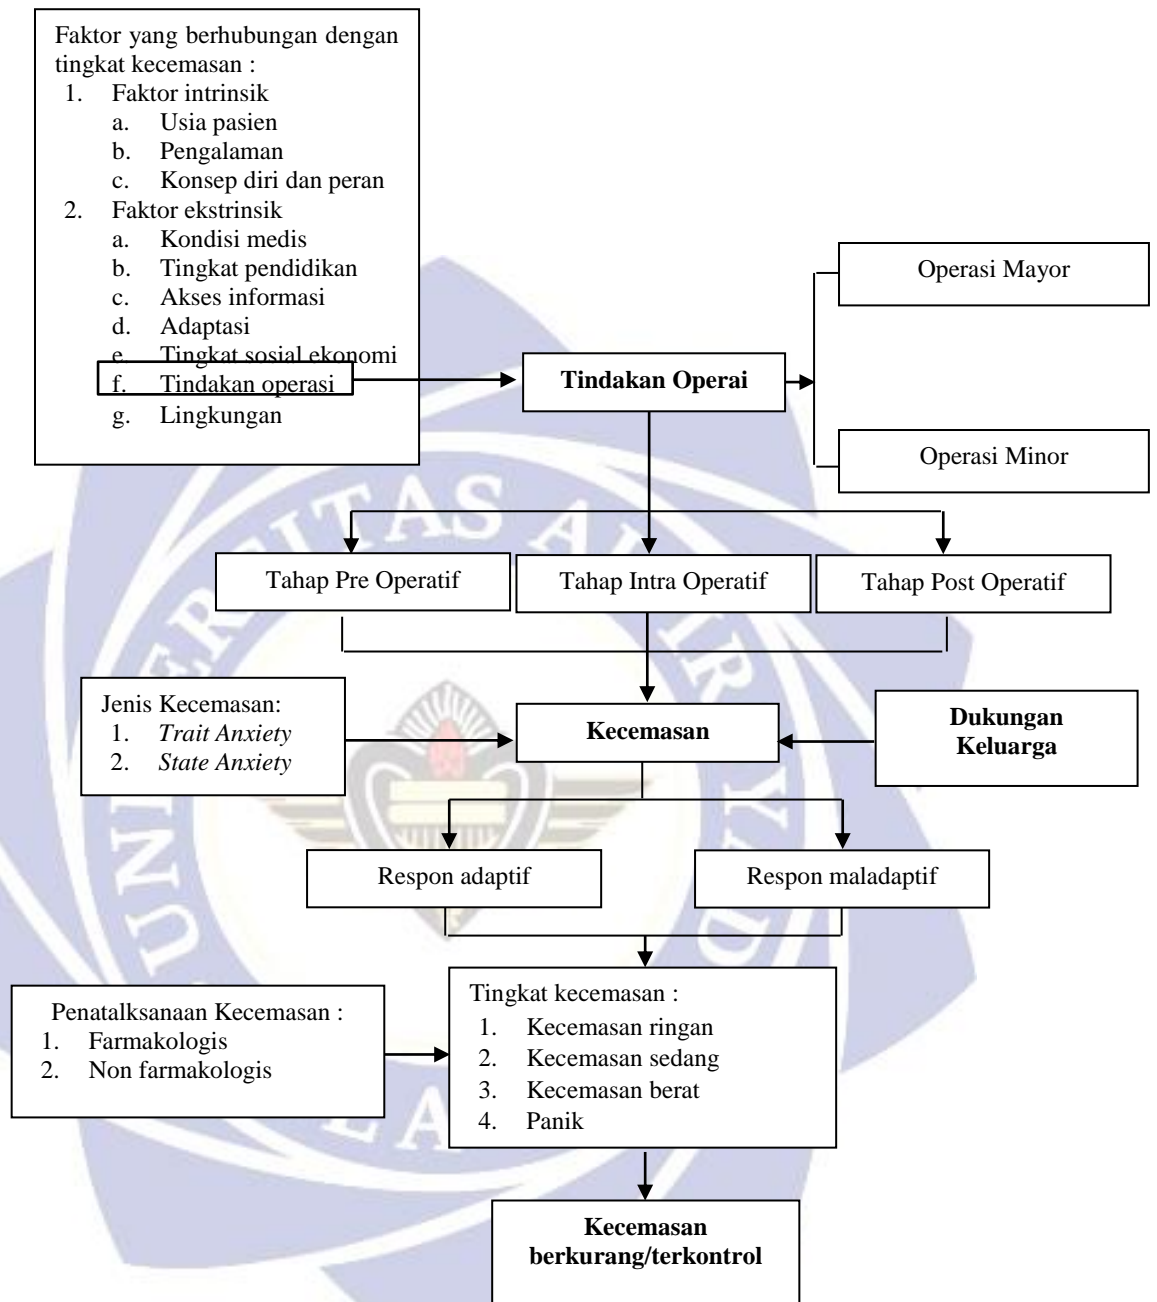 Faktor yang berhubungan dengan
tingkat kecemasan :
1. Faktor intrinsik
a. Usia pasien
b. Pengalaman
c. Konsep diri dan peran
2. Faktor ekstrinsik
a. Kondisi medis
b. Tingkat pendidikan
c. Akses informasi
d. Adaptasi
e. Tingkat sosial ekonomi
f. Tindakan operasi
g. Lingkungan
Operasi Mayor
Tindakan Operai
Operasi Minor
Tahap Pre Operatif
Tahap Intra Operatif
Tahap Post Operatif
Jenis Kecemasan:
1. Trait Anxiety
2. State Anxiety
Kecemasan
Dukungan
Keluarga
Respon adaptif
Respon maladaptif
Penatalksanaan Kecemasan :
1. Farmakologis
2. Non farmakologis
Tingkat kecemasan :
1. Kecemasan ringan
2. Kecemasan sedang
3. Kecemasan berat
4. Panik
Kecemasan
berkurang/terkontrol